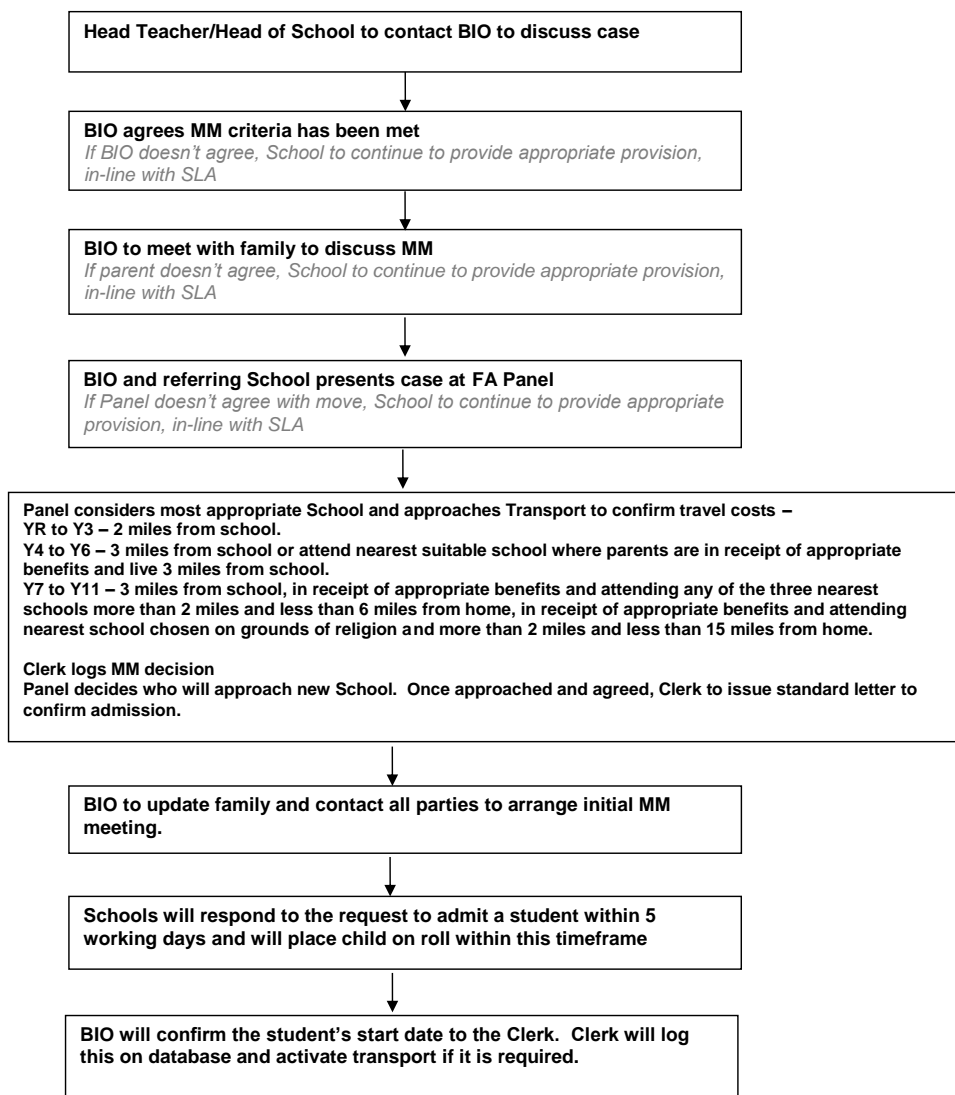 Head Teacher/Head of School to contact BIO to discuss case
BIO agrees MM criteria has been met
If BIO doesn't agree, School to continue to provide appropriate provision,
in-line with SLA
BIO to meet with family to discuss MM
If parent doesn't agree, School to continue to provide appropriate provision,
in-line with SLA
BIO and referring School presents case at FA Panel
If Panel doesn't agree with move, School to continue to provide appropriate
provision, in-line with SLA
Panel considers most appropriate School and approaches Transport to confirm travel costs –
YR to Y3 – 2 miles from school.
Y4 to Y6 – 3 miles from school or attend nearest suitable school where parents are in receipt of appropriate
benefits and live 3 miles from school.
Y7 to Y11 – 3 miles from school, in receipt of appropriate benefits and attending any of the three nearest
schools more than 2 miles and less than 6 miles from home, in receipt of appropriate benefits and attending
nearest school chosen on grounds of religion and more than 2 miles and less than 15 miles from home.
Clerk logs MM decision
Panel decides who will approach new School.  Once approached and agreed, Clerk to issue standard letter to
confirm admission.
BIO to update family and contact all parties to arrange initial MM
meeting.
Schools will respond to the request to admit a student within 5
working days and will place child on roll within this timeframe
BIO will confirm the student's start date to the Clerk.  Clerk will log
this on database and activate transport if it is required.